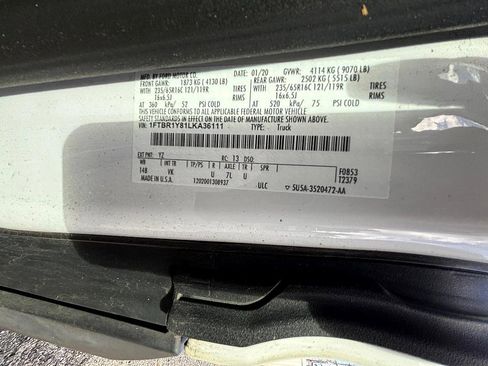 MFD. BY FORD MOTOR CO.
DATE: 01/20 GVWR: 4114 KG ( 9070 LB)
FRONT GAWR: 1873 KG ( 4130 LB) REAR GAWR: 2502 KG ( 5515 LB)
WITH 235/65R16C 121/119R WITH 235/65R16C 121/119R
16x6.5J 16x6.5J
AT 360 kPa/ 52 PSI COLD AT 520 kPa/ 75 PSI COLD
THIS VEHICLE CONFORMS TO ALL APPLICABLE FEDERAL MOTOR VEHICLE
SAFETY STANDARDS IN EFFECT ON THE DATE OF MANUFACTURE SHOWN ABOVE.
VIN: 1FTBR1Y81LKA36111 TYPE: Truck
EXT PNT: YZ RC: 13 DSO:
WB INT TR TP/PS R AXLE TR SPR
148 VK U 7L U
MADE IN U.S.A. 1202001308937 ULC
F0853
T2379
5U5A-3520472-AA